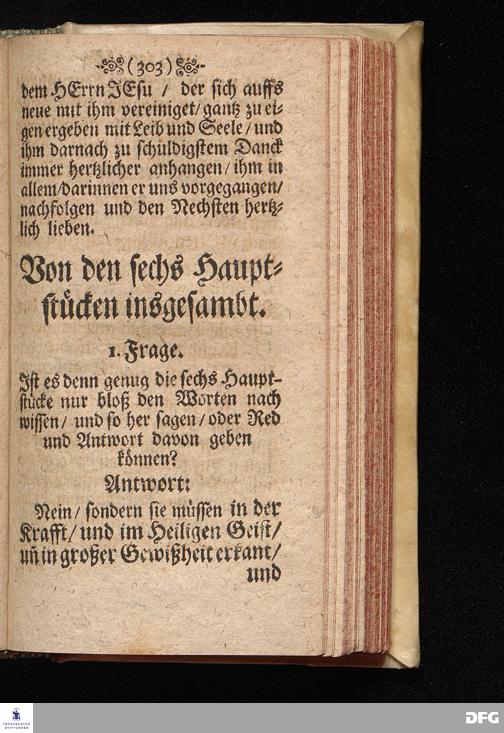 (303)
dem HErrn JEsu / der sich auffs
neue mit ihm vereiniget/ gantz zu ei-
gen ergeben mit Leib und Seele/ und
ihm darnach zu schüldigstem Danck
immer hertzlicher anhangen/ ihm in
allem/ darinnen er uns vorgegangen/
nachfolgen und den Nechsten hertz-
lich lieben.
Von den sechs Haupt-
stücken insgesambt.
1. Frage.
Ist es denn genug die sechs Haupt-
stücke nur bloß den Worten nach
wissen/ und so her sagen/ oder Red
und Antwort davon geben
können?
Antwort:
Nein/ sondern sie müssen in der
Krafft/ und im Heiligen Geist/
uñ in großer Gewißheit erkant/
und
FRANCKESCHE
STIFTUNGEN
DFG